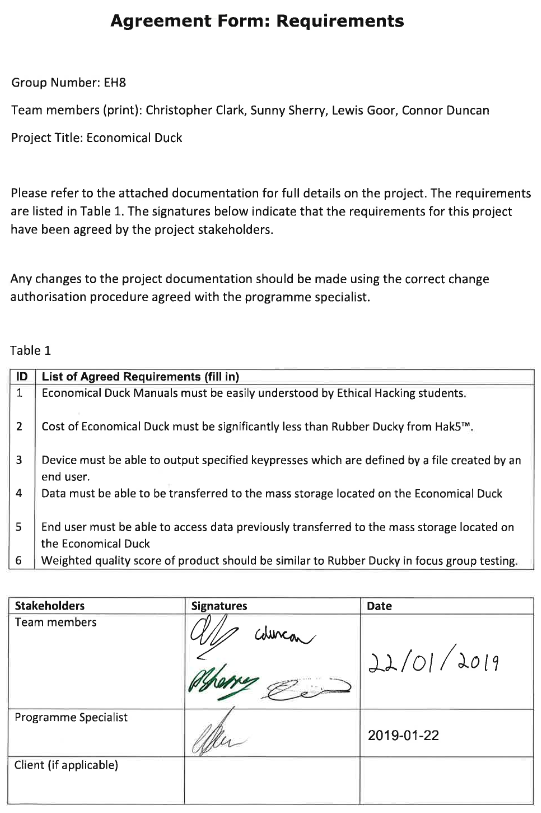 Agreement Form: Requirements
Group Number: EH8
Team members (print): Christopher Clark, Sunny Sherry, Lewis Goor, Connor Duncan
Project Title: Economical Duck
Please refer to the attached documentation for full details on the project. The requirements
are listed in Table 1. The signatures below indicate that the requirements for this project
have been agreed by the project stakeholders.
Any changes to the project documentation should be made using the correct change
authorisation procedure agreed with the programme specialist.
Table 1
ID List of Agreed Requirements (fill in)
1 Economical Duck Manuals must be easily understood by Ethical Hacking students.
2 Cost of Economical Duck must be significantly less than Rubber Ducky from Hak5™.
3 Device must be able to output specified keypresses which are defined by a file created by an
end user.
4 Data must be able to be transferred to the mass storage located on the Economical Duck
5 End user must be able to access data previously transferred to the mass storage located on
the Economical Duck
6 Weighted quality score of product should be similar to Rubber Ducky in focus group testing.
Stakeholders Signatures Date
Team members
cduncan
22/01/2019
Programme Specialist
2019-01-22
Client (if applicable)